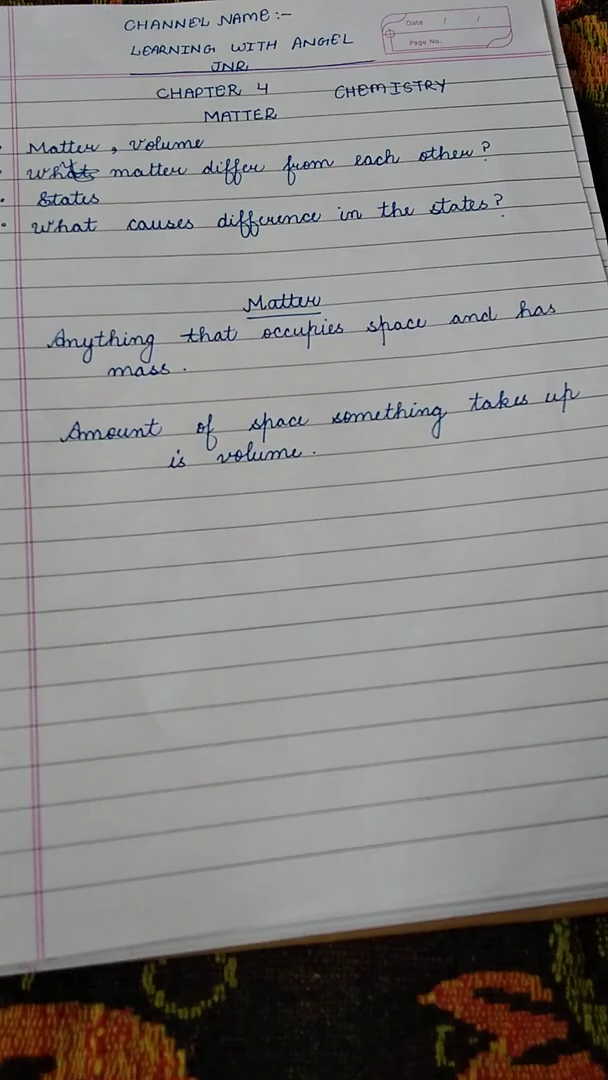 CHANNEL NAME :-
LEARNING WITH ANGEL
JNR.
Date / /
Page No.
CHAPTER 4 CHEMISTRY
MATTER
• Matter, volume
• matter differ from each other?
• States
• What causes difference in the states?
Matter
Anything that occupies space and has
mass.
Amount of space something takes up
is volume.